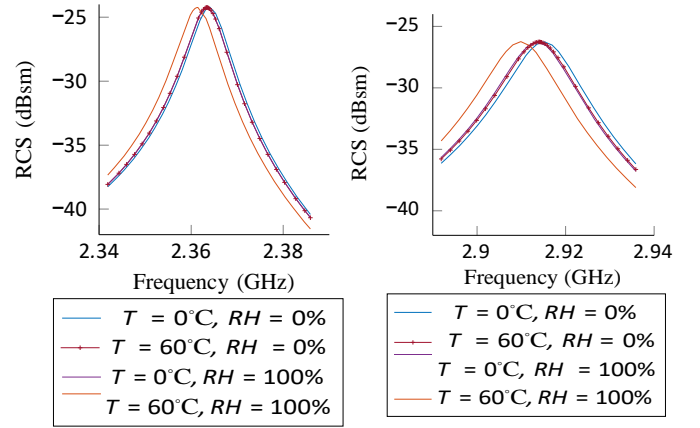 −25
−30
−35
−40
RCS (dBsm)
2.34 2.36 2.38
Frequency (GHz)
T = 0°C, RH = 0%
T = 60°C, RH = 0%
T = 0°C, RH = 100%
T = 60°C, RH = 100%
−25
−30
−35
−40
RCS (dBsm)
2.9 2.92 2.94
Frequency (GHz)
T = 0°C, RH = 0%
T = 60°C, RH = 0%
T = 0°C, RH = 100%
T = 60°C, RH = 100%